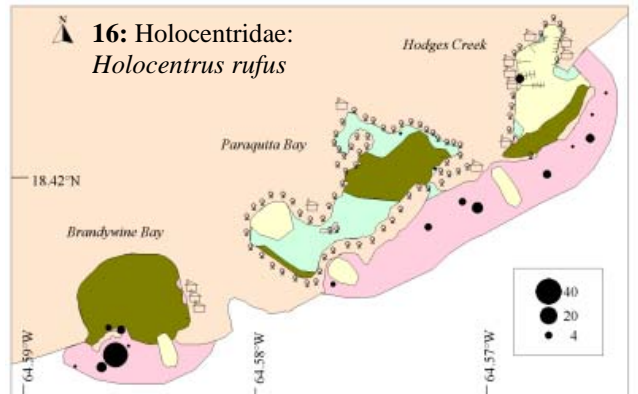 N
16: Holocentridae:
Holocentrus rufus
Hodges Creek
Paraquita Bay
18.42°N
Brandywine Bay
40
20
4
64.59°W
64.58°W
64.57°W